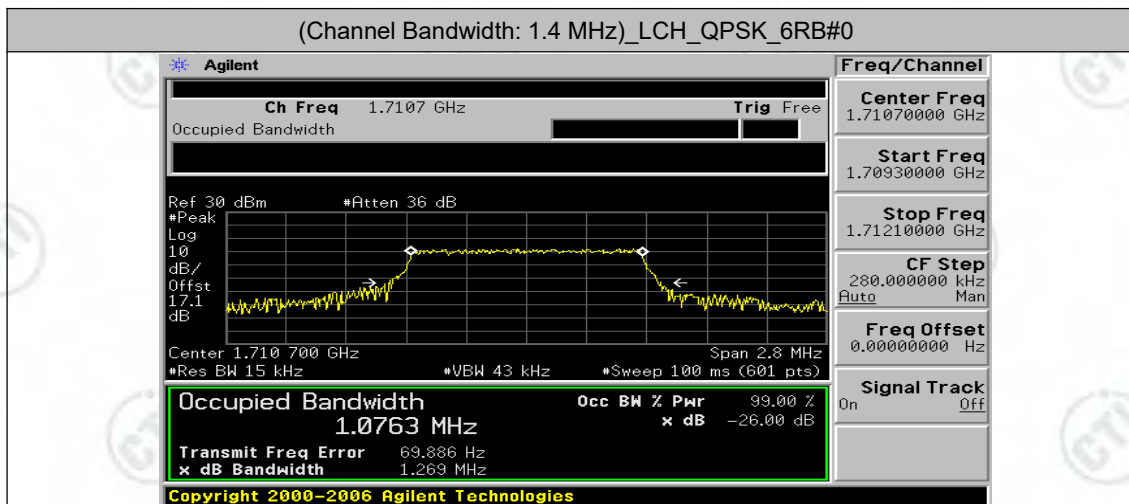 (Channel Bandwidth: 1.4 MHz)_LCH_QPSK_6RB#0
Agilent
Freq/Channel
Ch Freq 1.7107 GHz
Trig Free
Occupied Bandwidth
Center Freq
1.71070000 GHz
Start Freq
1.70930000 GHz
Stop Freq
1.71210000 GHz
CF Step
280.000000 kHz
Auto Man
Freq Offset
0.00000000 Hz
Signal Track
On Off
Ref 30 dBm #Atten 36 dB
#Peak
Log
10
dB/
Offst
17.1
dB
Center 1.710 700 GHz Span 2.8 MHz
#Res BW 15 kHz #VBW 43 kHz #Sweep 100 ms (601 pts)
Occupied Bandwidth
1.0763 MHz
Occ BW % Pwr 99.00 %
x dB -26.00 dB
Transmit Freq Error 69.886 Hz
x dB Bandwidth 1.269 MHz
Copyright 2000-2006 Agilent Technologies